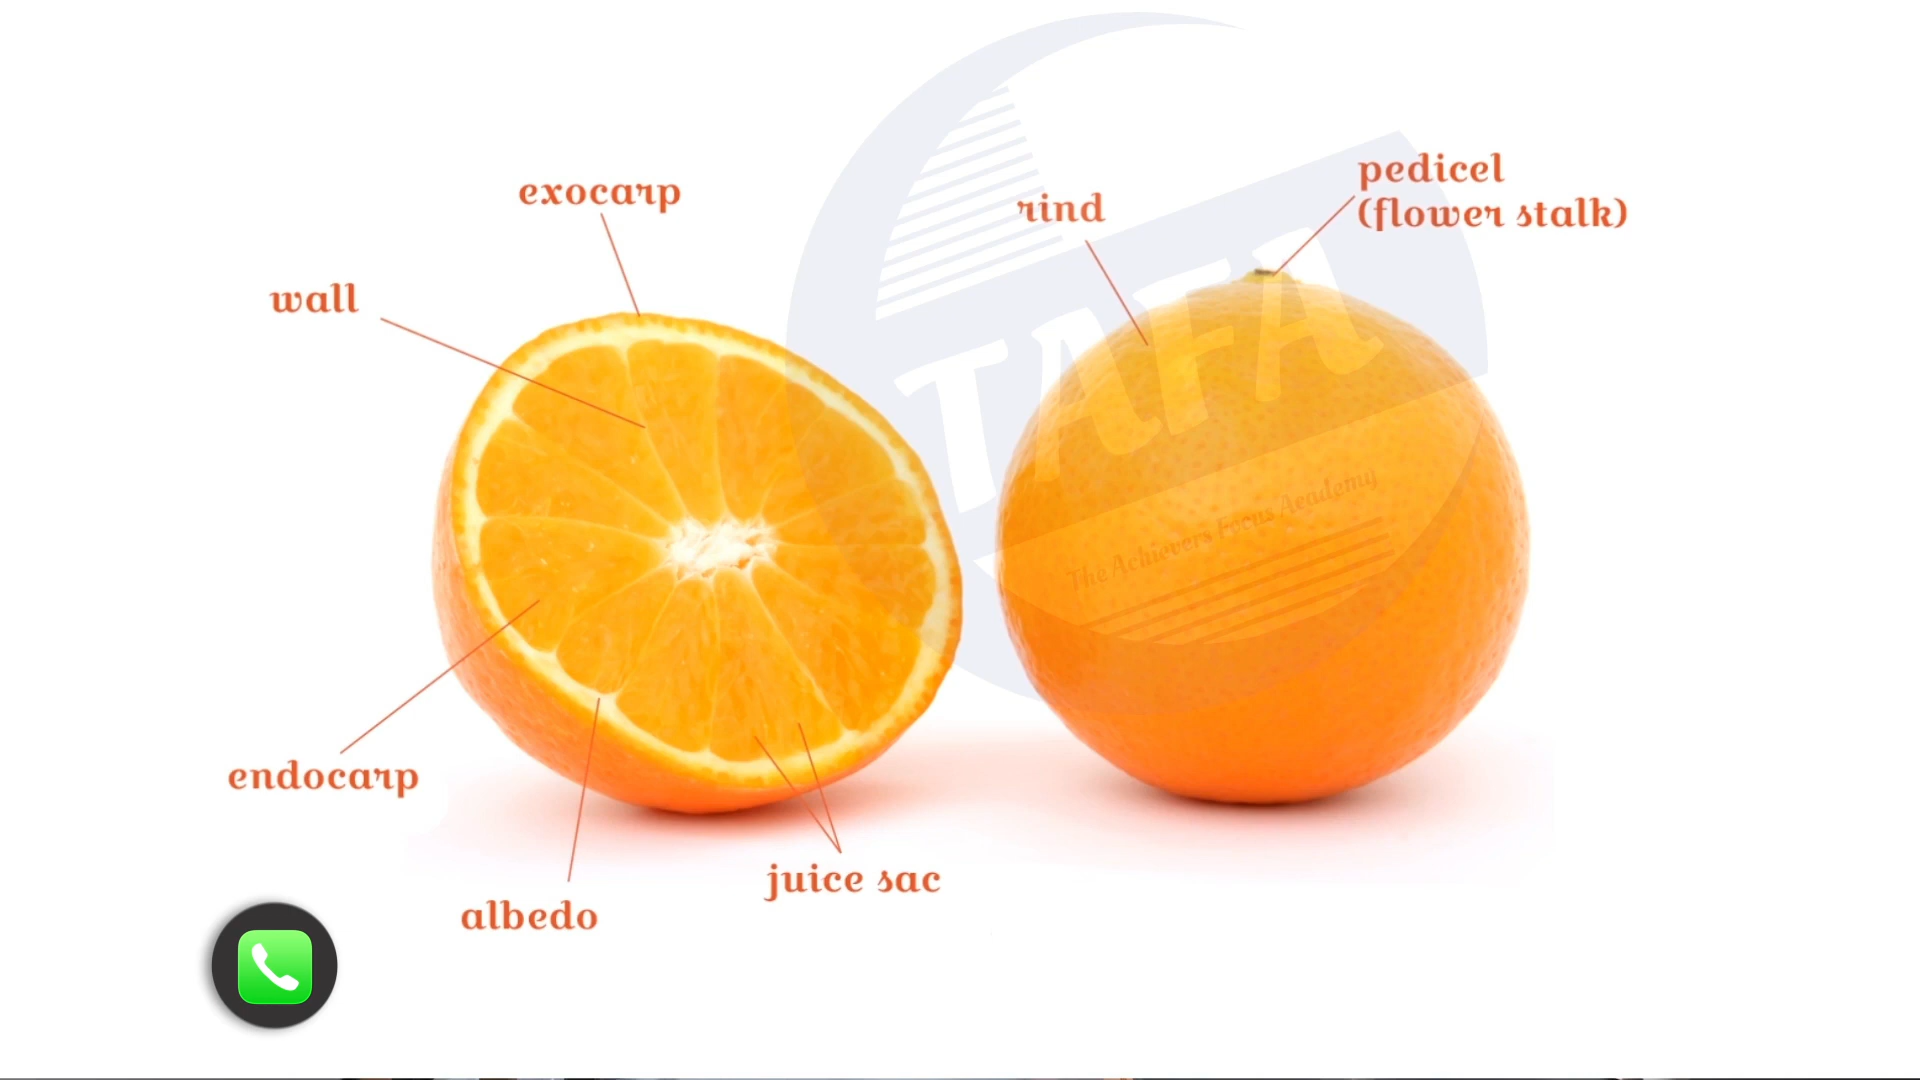 exocarp
rind
pedicel
(flower stalk)
wall
TAFA
The Achievers Focus Academy
endocarp
juice sac
albedo